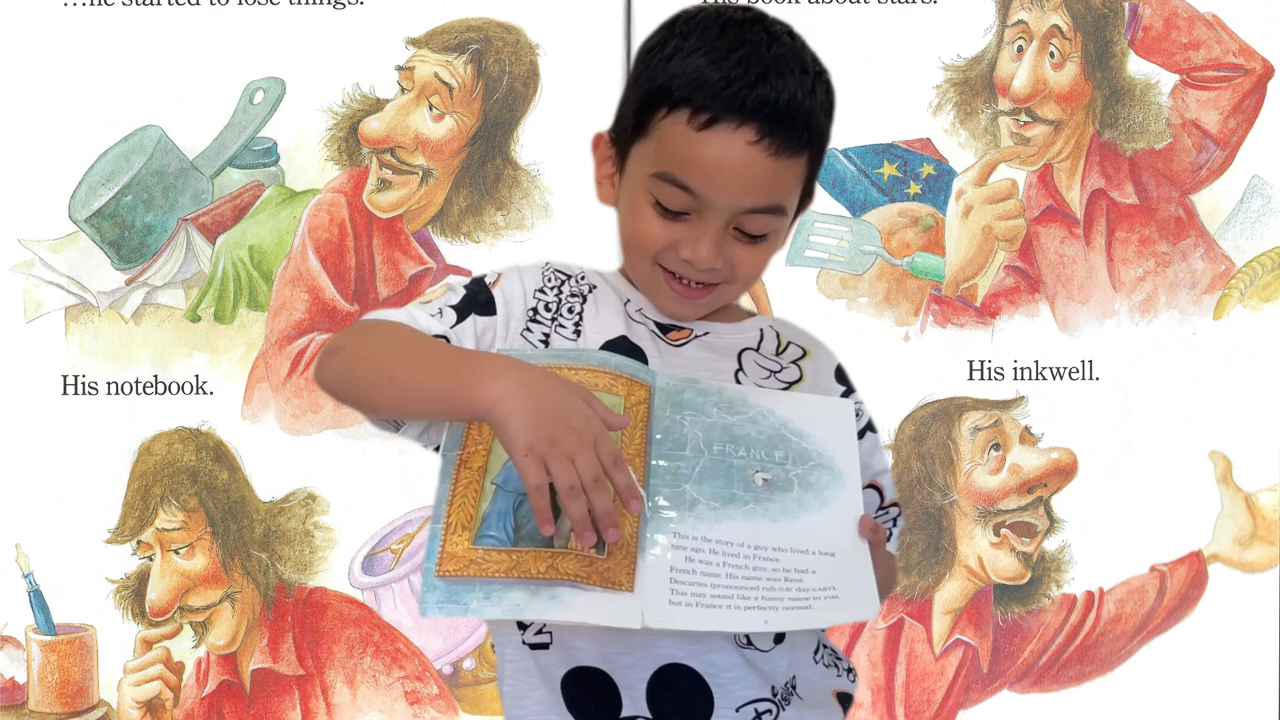 ...he started to lose things.
His book about stars.
His notebook.
His inkwell.
Mickey
Mouse
FRANCE
This is the story of a guy who lived a long
time ago. He lived in France.
He was a French guy, so he had a
French name. His name was René
Descartes (pronounced ruh-NAY day-CART).
This may sound like a funny name to you,
but in France it is perfectly normal.
Disney